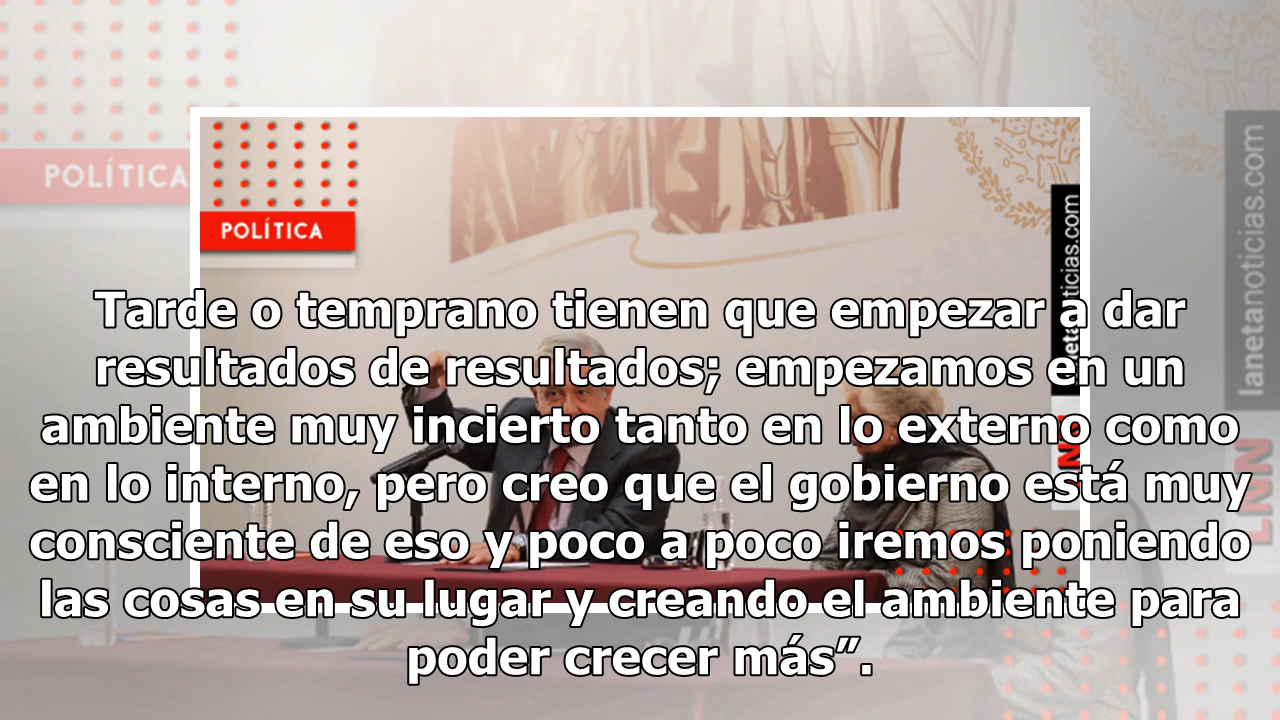 POLÍTICA
POLÍTICA
lanetanoticias.com
netanoticias.com
Tarde o temprano tienen que empezar a dar
resultados de resultados; empezamos en un
ambiente muy incierto tanto en lo externo como
en lo interno, pero creo que el gobierno está muy
consciente de eso y poco a poco iremos poniendo
las cosas en su lugar y creando el ambiente para
poder crecer más”.
LNN